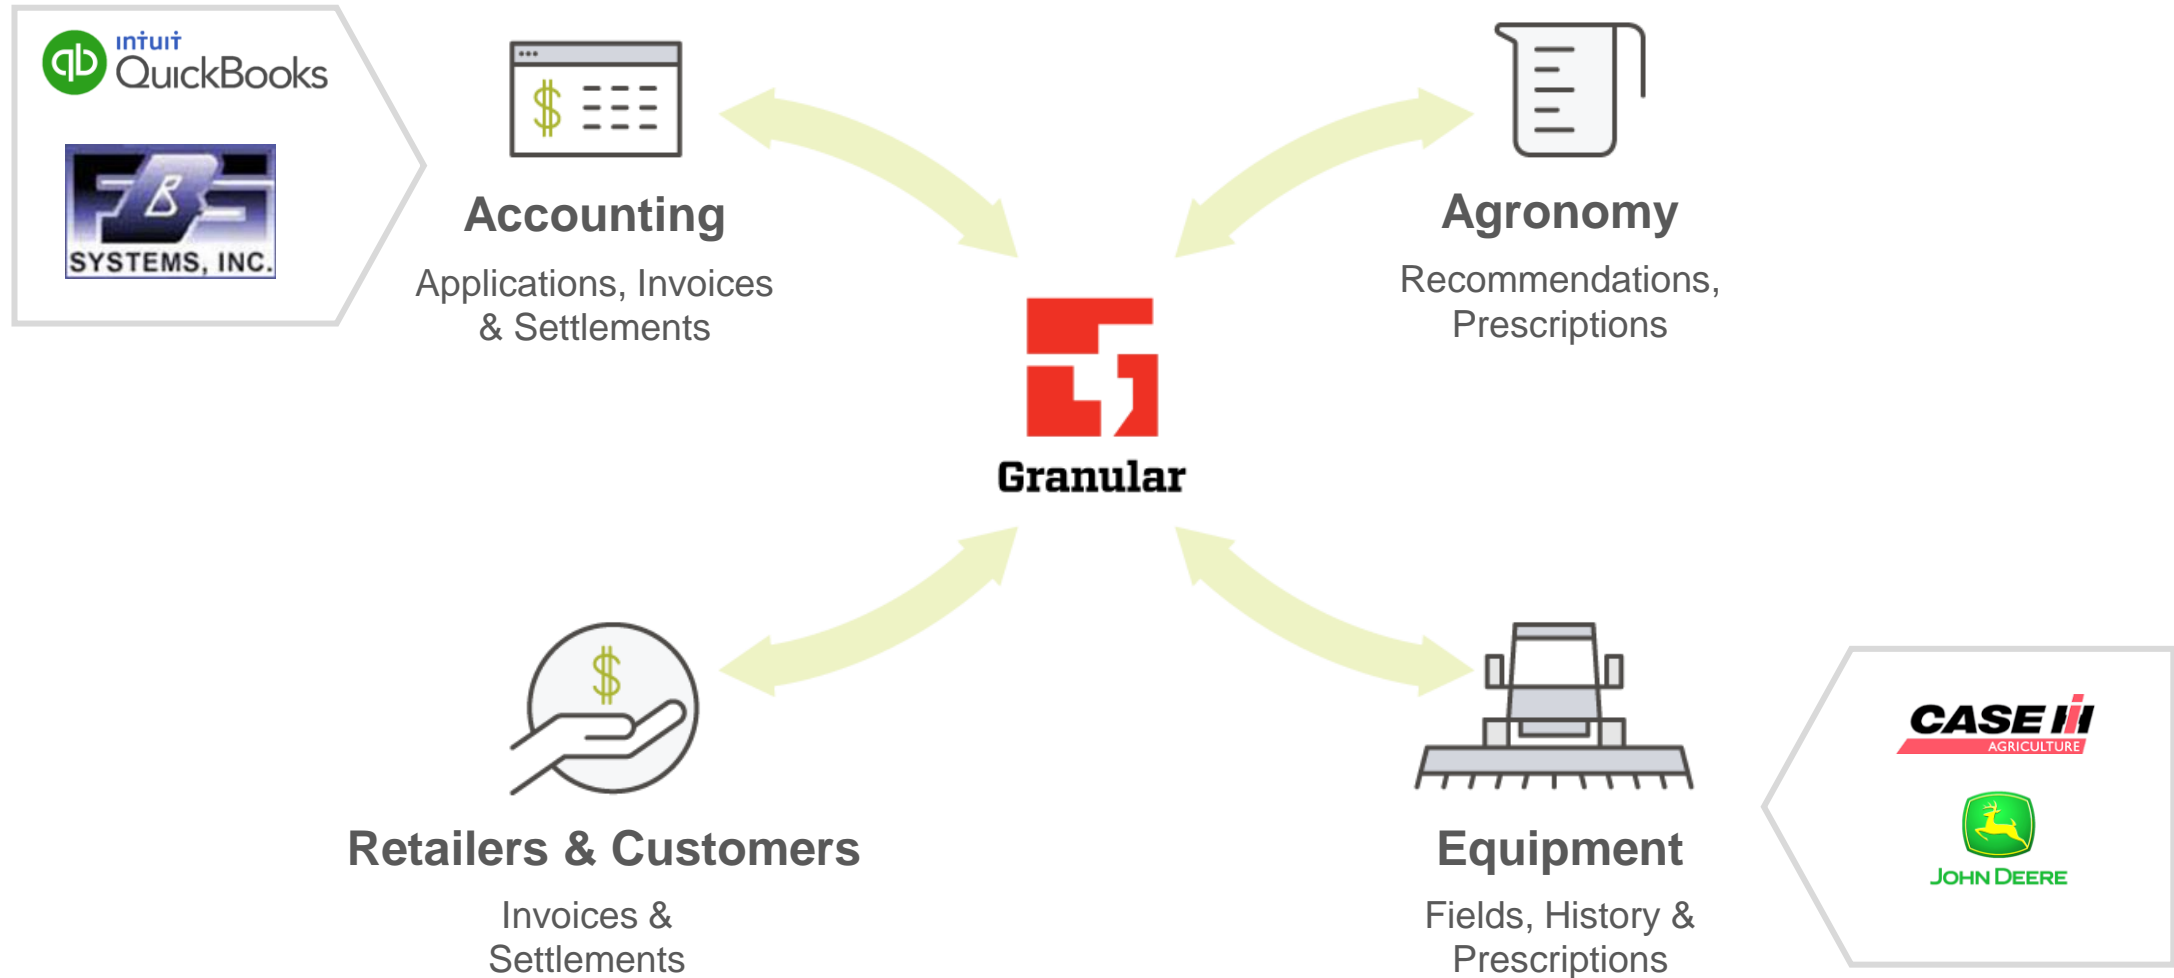 intuit
QuickBooks
FBS
SYSTEMS, INC.
Accounting
Applications, Invoices
& Settlements
Agronomy
Recommendations,
Prescriptions
Granular
Retailers & Customers
Invoices &
Settlements
Equipment
Fields, History &
Prescriptions
CASE IH
AGRICULTURE
JOHN DEERE